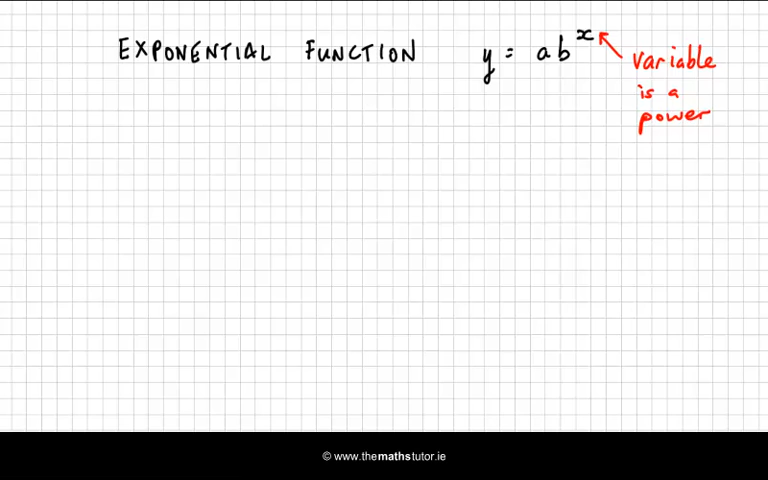 EXPONENTIAL FUNCTION y = ab^x
variable
is a
power
© www.themathstutor.ie